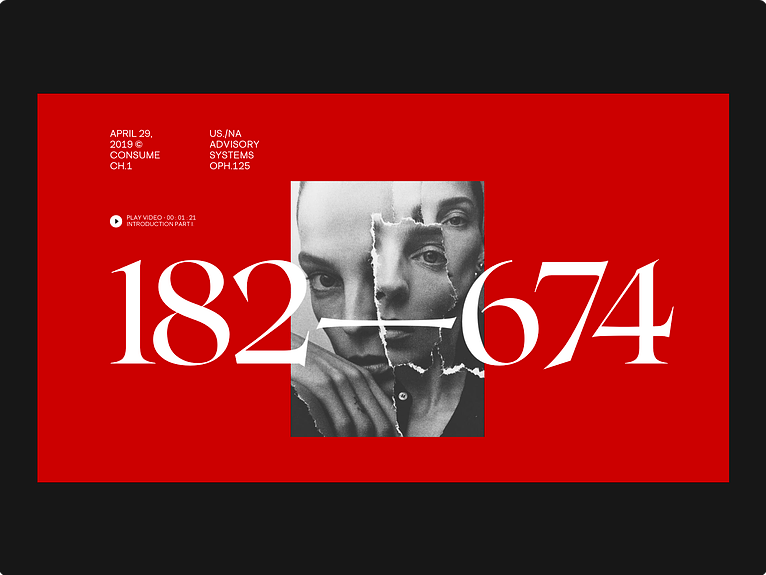 APRIL 29,
2019 ©
CONSUME
CH.1
US./NA
ADVISORY
SYSTEMS
OPH.125
PLAY VIDEO - 00 : 01 : 21
INTRODUCTION PART I
182—674